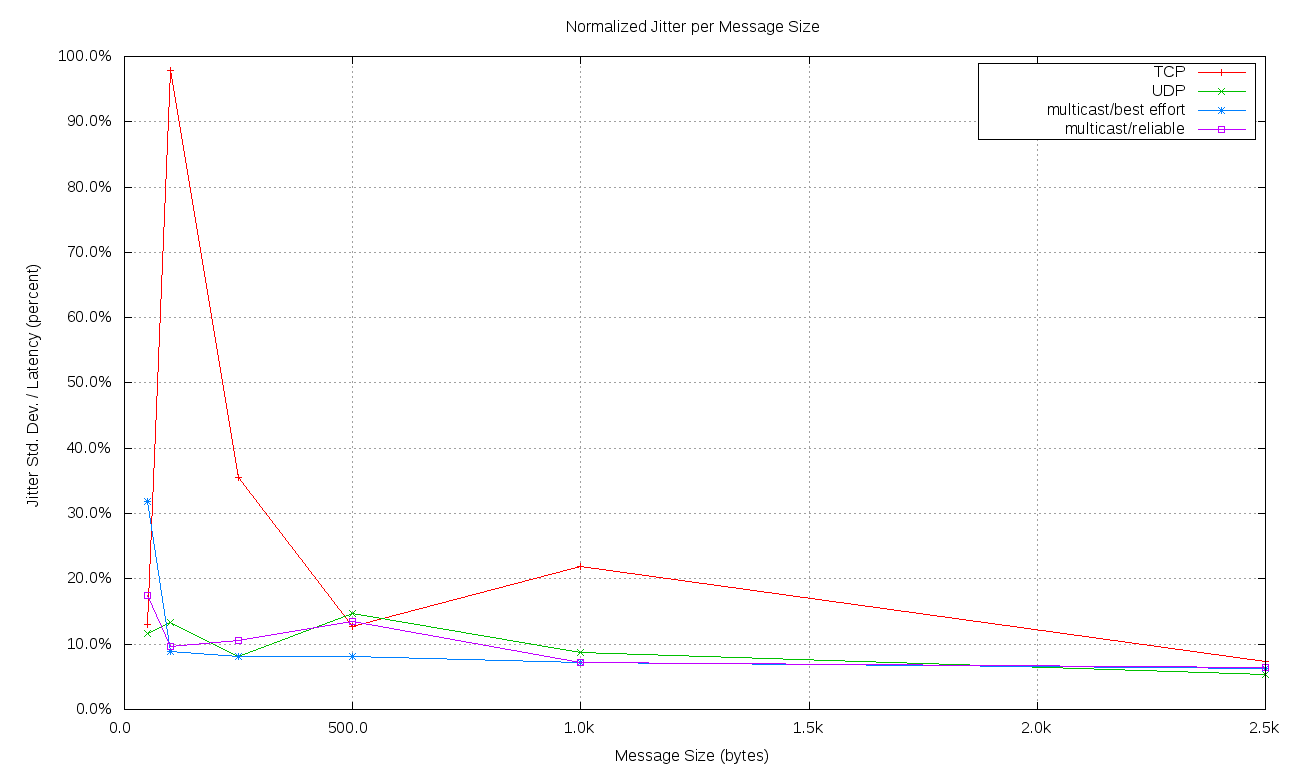 Normalized Jitter per Message Size
100.0%
90.0%
80.0%
70.0%
60.0%
50.0%
40.0%
30.0%
20.0%
10.0%
0.0%
Jitter Std. Dev. / Latency (percent)
TCP
UDP
multicast/best effort
multicast/reliable
0.0 500.0 1.0k 1.5k 2.0k 2.5k
Message Size (bytes)